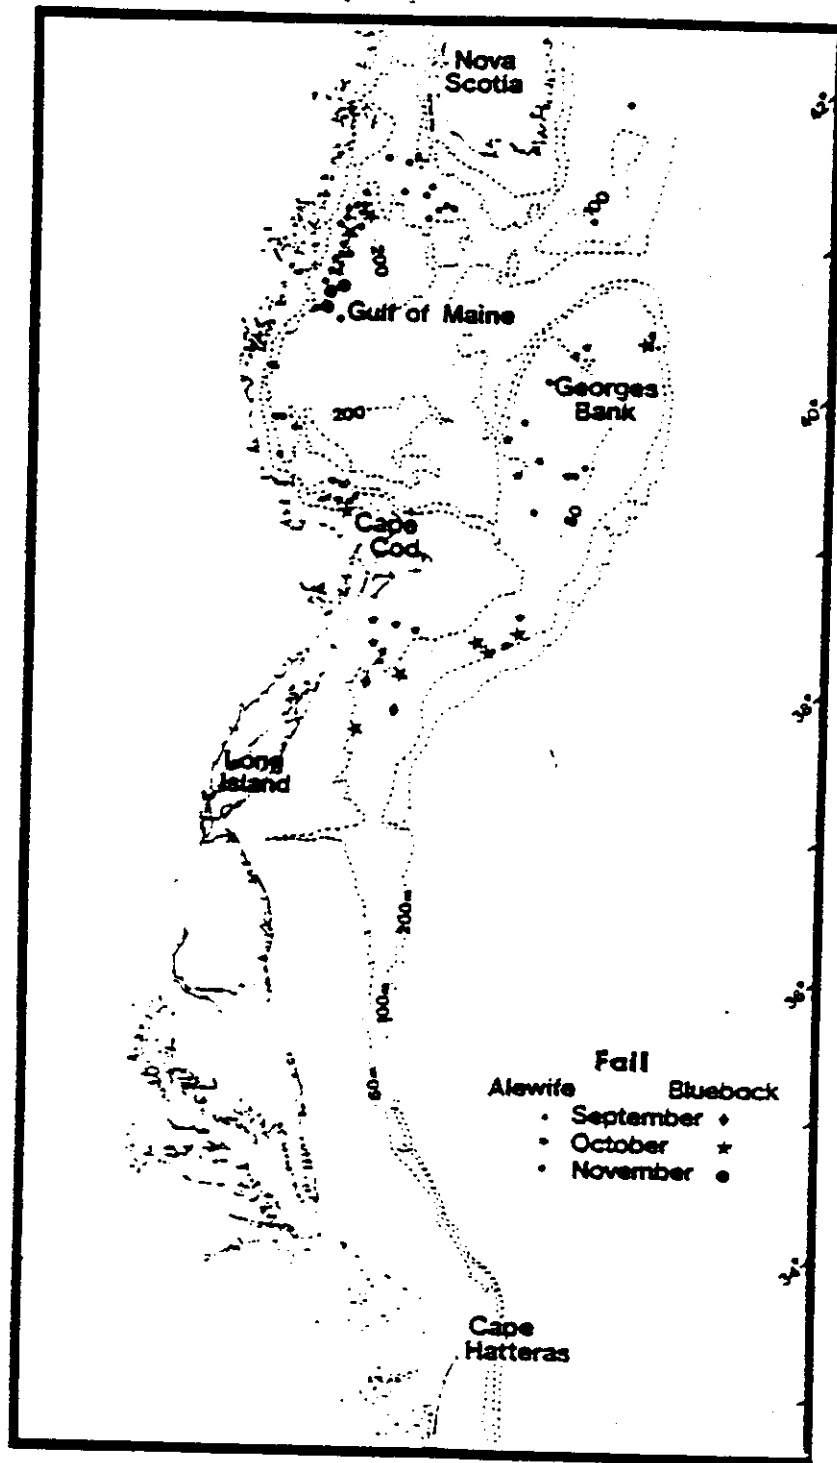 Nova
Scotia
200
Gulf of Maine
Georges
Bank
200
60
Cape
Cod
Long
Island
200m
100m
60m
Fall
Alewife Blueback
September
October
November
Cape
Hatteras